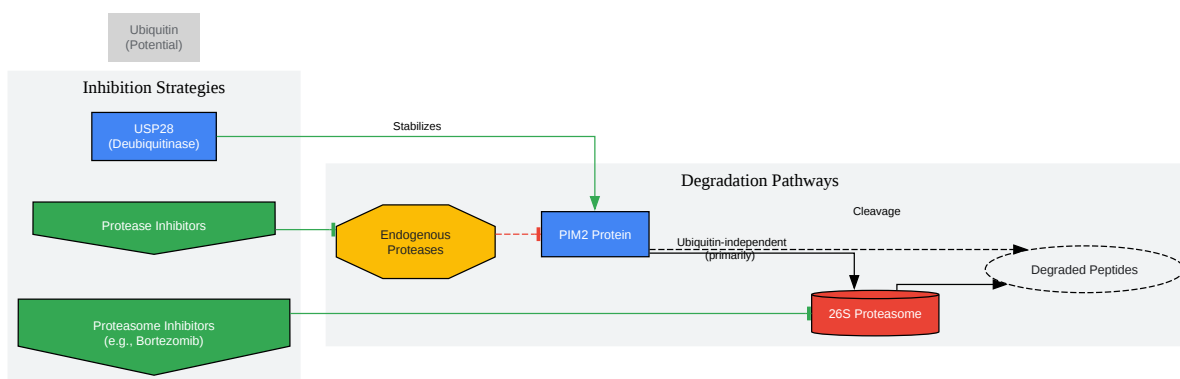 Ubiquitin
(Potential)
Inhibition Strategies
USP28
(Deubiquitinase)
Stabilizes
Degradation Pathways
Protease Inhibitors
Endogenous
Proteases
PIM2 Protein
Cleavage
Ubiquitin-independent
(primarily)
Degraded Peptides
Proteasome Inhibitors
(e.g., Bortezomib)
26S Proteasome